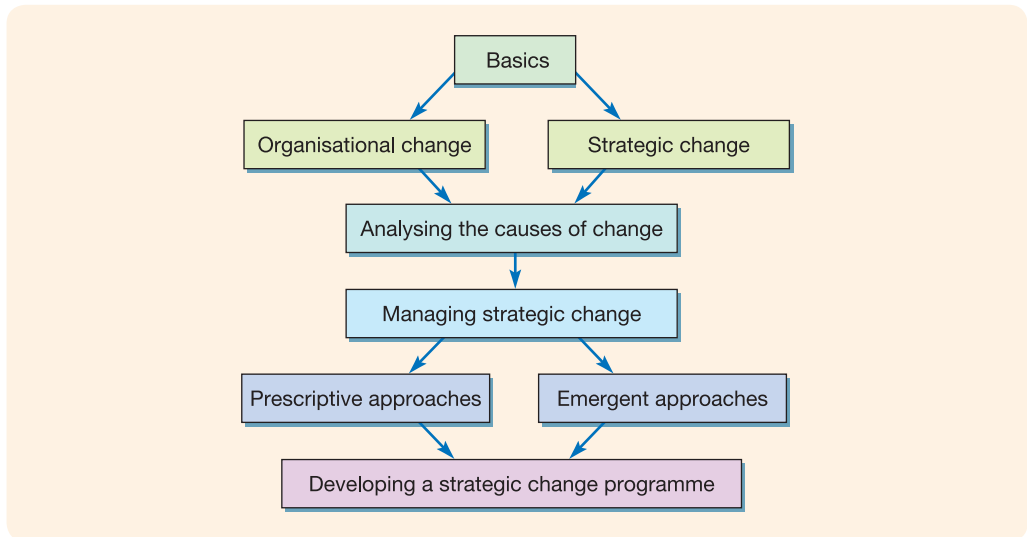 Basics
Organisational change
Strategic change
Analysing the causes of change
Managing strategic change
Prescriptive approaches
Emergent approaches
Developing a strategic change programme